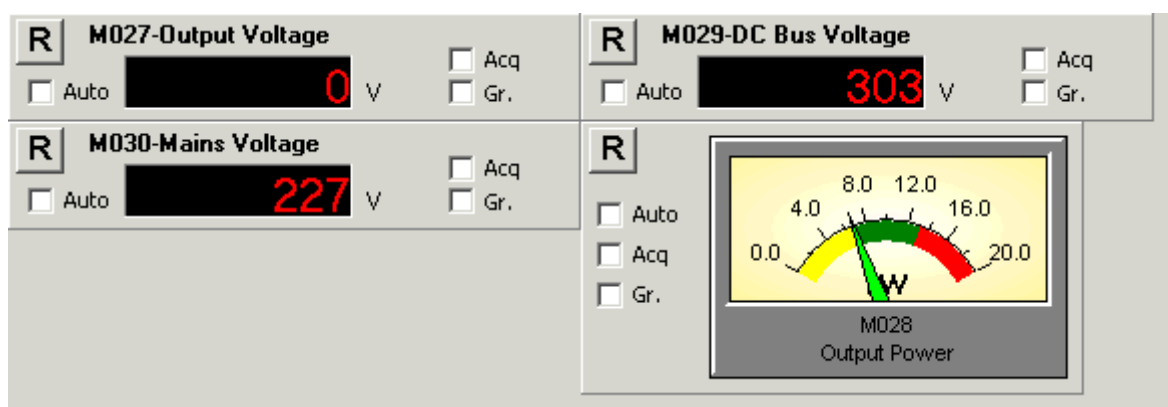 R M027-Output Voltage
Auto 0 V
Acq
Gr.
R M029-DC Bus Voltage
Auto 303 V
Acq
Gr.
R M030-Mains Voltage
Auto 227 V
Acq
Gr.
R
Auto
Acq
Gr.
0.0 4.0 8.0 12.0 16.0 20.0
W
M028
Output Power